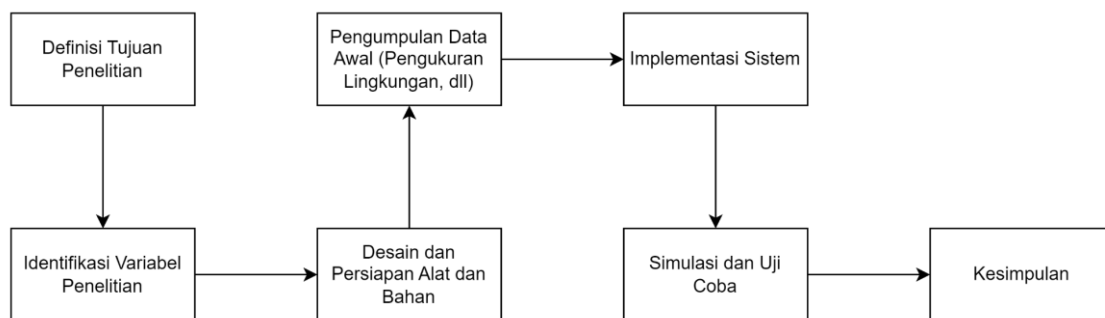 Definisi Tujuan
Penelitian
Identifikasi Variabel
Penelitian
Desain dan
Persiapan Alat dan
Bahan
Pengumpulan Data
Awal (Pengukuran
Lingkungan, dll)
Implementasi Sistem
Simulasi dan Uji
Coba
Kesimpulan